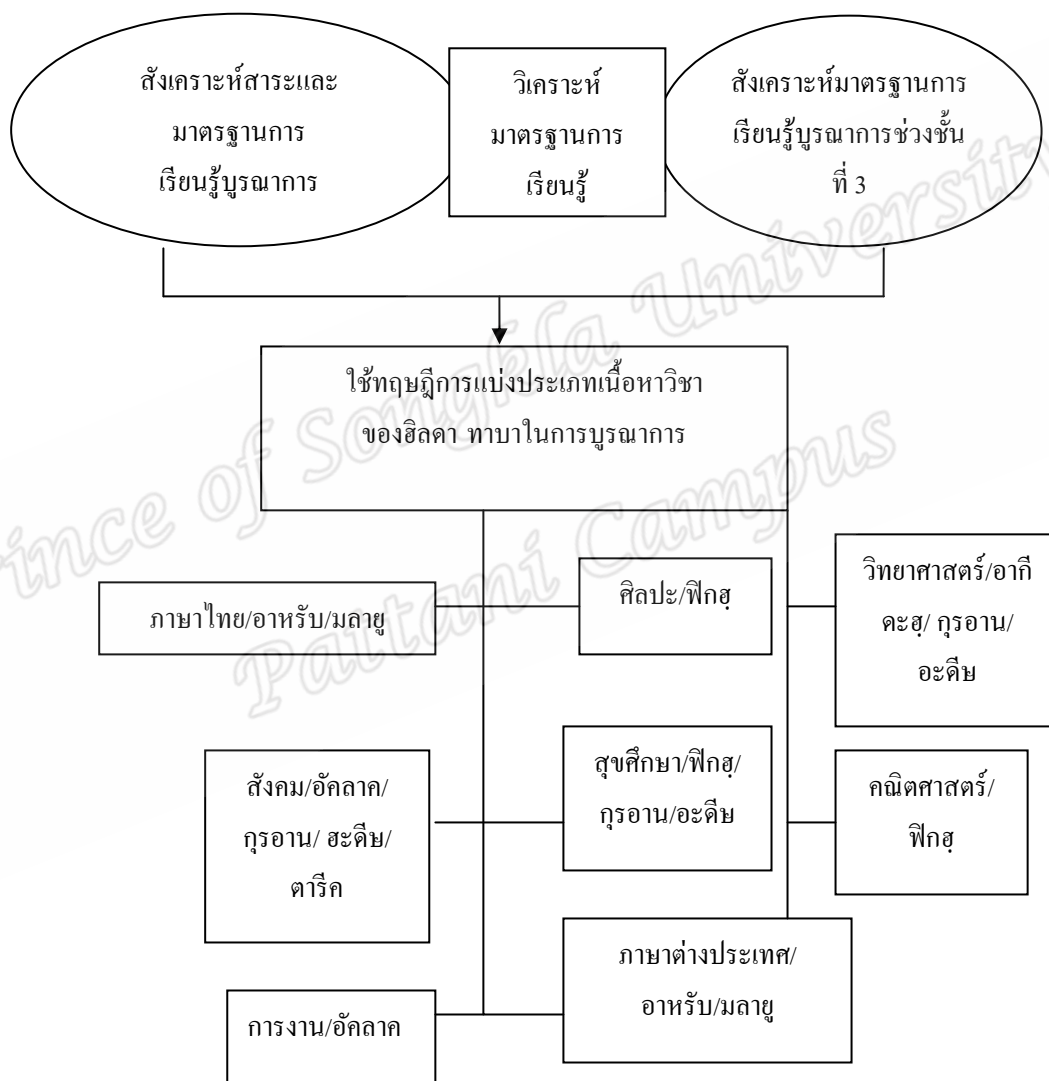 สังเคราะห์สาระและ
มาตรฐานการ
เรียนรู้บูรณาการ
วิเคราะห์
มาตรฐานการ
เรียนรู้
สังเคราะห์มาตรฐานการ
เรียนรู้บูรณาการช่วงชั้น
ที่ 3
ใช้ทฤษฎีการแบ่งประเภทเนื้อหาวิชา
ของฮิลดา ทาบาในการบูรณาการ
ภาษาไทย/อาหรับ/มลายู
ศิลปะ/ฟิกฮฺ
วิทยาศาสตร์/อากี
ดะฮฺ/ กุรอาน/
อะดีษ
สังคม/อัคลาค/
กุรอาน/ ฮะดีษ/
ตารีค
สุขศึกษา/ฟิกฮฺ/
กุรอาน/อะดีษ
คณิตศาสตร์/
ฟิกฮฺ
ภาษาต่างประเทศ/
อาหรับ/มลายู
การงาน/อัคลาค
Prince of Songkla University
Pattani Campus